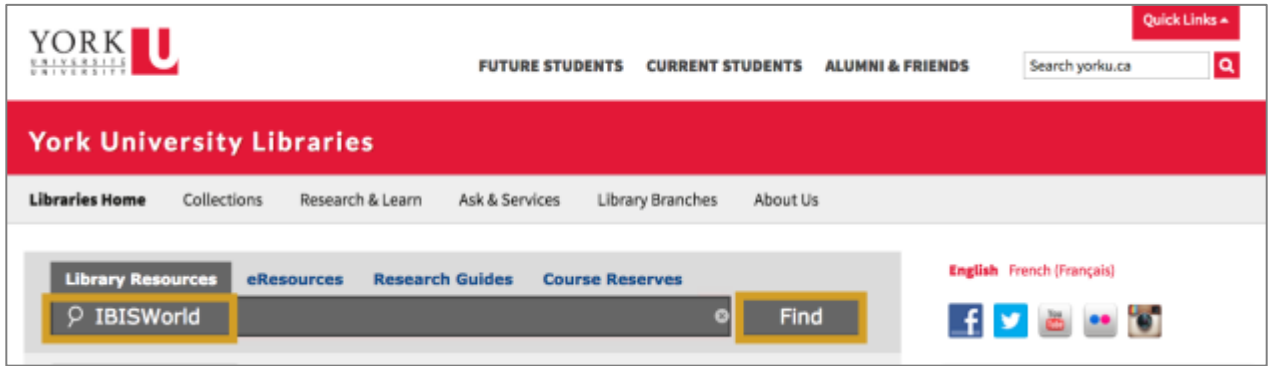 Quick Links
YORK U
UNIVERSITÉ
UNIVERSITY
FUTURE STUDENTS CURRENT STUDENTS ALUMNI & FRIENDS Search yorku.ca
York University Libraries
Libraries Home Collections Research & Learn Ask & Services Library Branches About Us
Library Resources eResources Research Guides Course Reserves
English French (Français)
IBISWorld Find
f You Tube